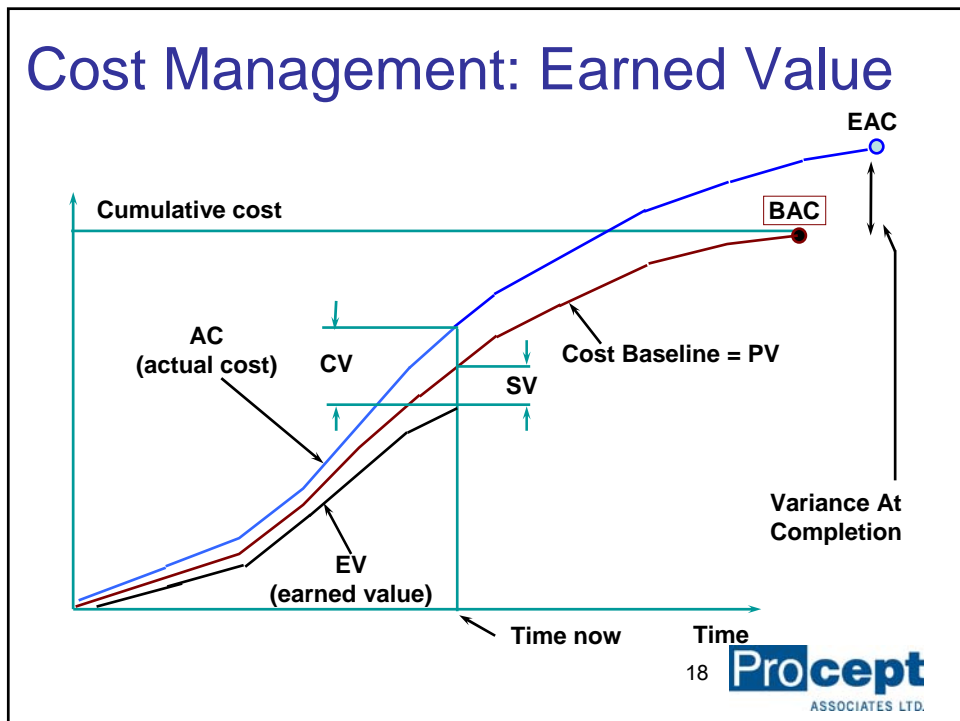 Cost Management: Earned Value
EAC
Cumulative cost
BAC
AC
(actual cost)
CV
Cost Baseline = PV
SV
Variance At
Completion
EV
(earned value)
Time now
Time
18
Procept
ASSOCIATES LTD.